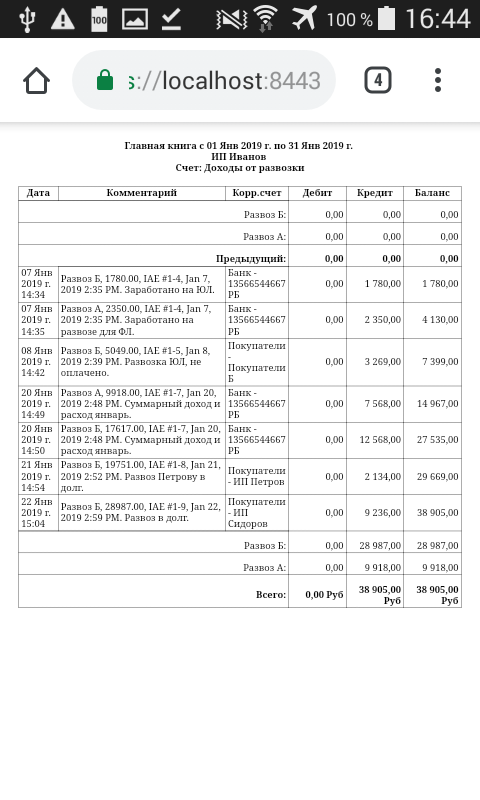 100
100 %
16:44
s://localhost:8443
4
Главная книга с 01 Янв 2019 г. по 31 Янв 2019 г.
ИП Иванов
Счет: Доходы от развозки
Дата Комментарий Корр.счет Дебит Кредит Баланс
Развоз Б: 0,00 0,00 0,00
Развоз А: 0,00 0,00 0,00
Предыдущий: 0,00 0,00 0,00
07 Янв
2019 г.
14:34
Развоз Б, 1780.00, IAE #1-4, Jan 7,
2019 2:35 PM. Заработано на ЮЛ.
Банк -
13566544667
РБ
0,00 1 780,00 1 780,00
07 Янв
2019 г.
14:35
Развоз А, 2350.00, IAE #1-4, Jan 7,
2019 2:35 PM. Заработано на
развозе для ФЛ.
Банк -
13566544667
РБ
0,00 2 350,00 4 130,00
08 Янв
2019 г.
14:42
Развоз Б, 5049.00, IAE #1-5, Jan 8,
2019 2:39 PM. Развозка ЮЛ, не
оплачено.
Покупатели
-
Покупатели
Б
0,00 3 269,00 7 399,00
20 Янв
2019 г.
14:49
Развоз А, 9918.00, IAE #1-7, Jan 20,
2019 2:48 PM. Суммарный доход и
расход январь.
Банк -
13566544667
РБ
0,00 7 568,00 14 967,00
20 Янв
2019 г.
14:50
Развоз Б, 17617.00, IAE #1-7, Jan 20,
2019 2:48 PM. Суммарный доход и
расход январь.
Банк -
13566544667
РБ
0,00 12 568,00 27 535,00
21 Янв
2019 г.
14:54
Развоз Б, 19751.00, IAE #1-8, Jan 21,
2019 2:52 PM. Развоз Петрову в
долг.
Покупатели
- ИП Петров
0,00 2 134,00 29 669,00
22 Янв
2019 г.
15:04
Развоз Б, 28987.00, IAE #1-9, Jan 22,
2019 2:59 PM. Развоз в долг.
Покупатели
- ИП
Сидоров
0,00 9 236,00 38 905,00
Развоз Б: 0,00 28 987,00 28 987,00
Развоз А: 0,00 9 918,00 9 918,00
Всего: 0,00 Руб 38 905,00 Руб 38 905,00 Руб